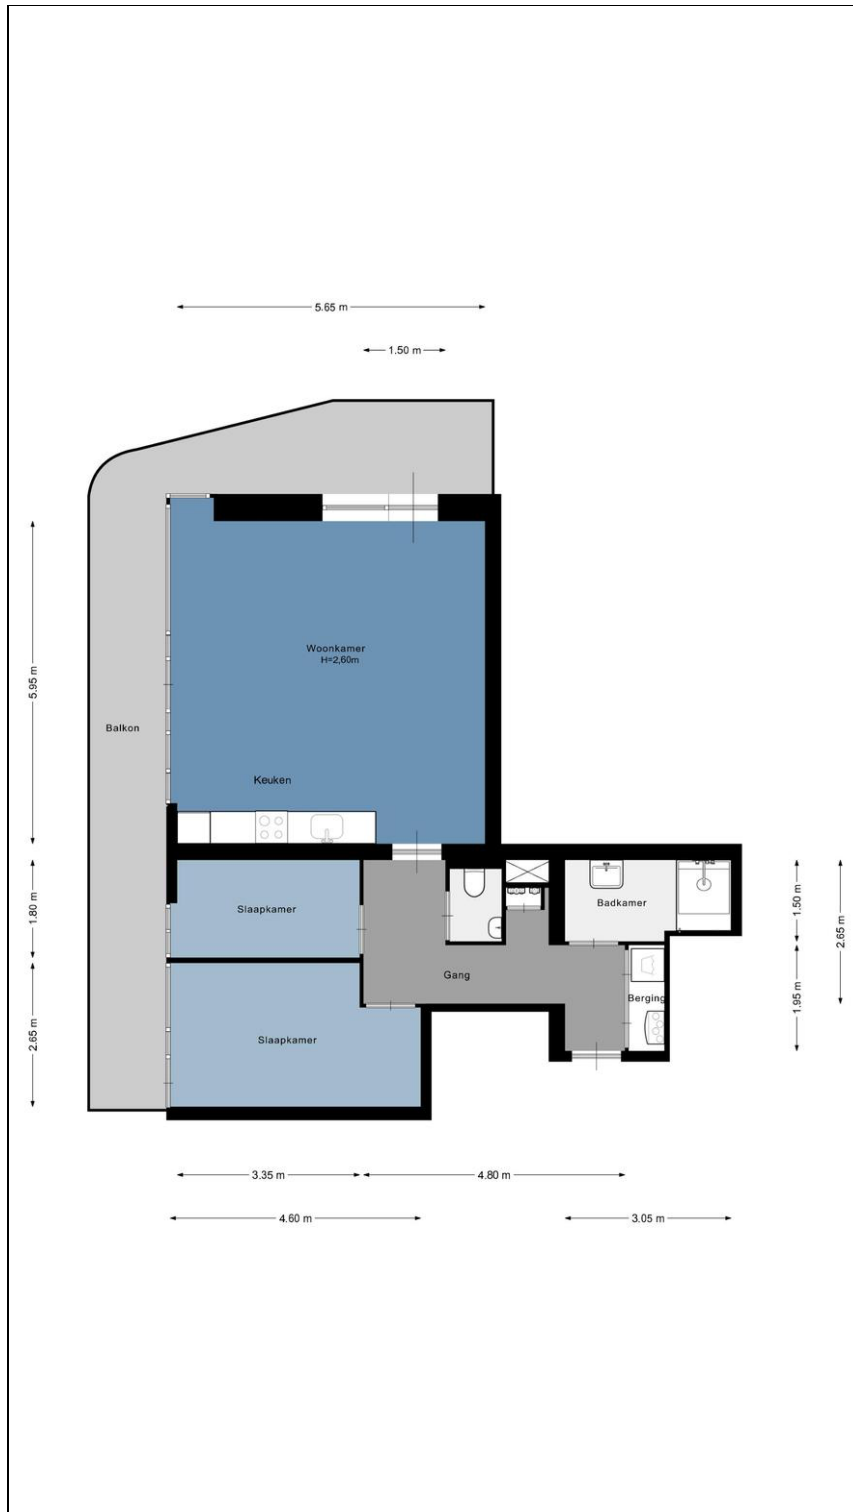 5.65 m
1.50 m
Woonkamer
H=2,60m
5.95 m
Balkon
Keuken
1.80 m
Slaapkamer
Badkamer
1.50 m
2.65 m
Gang
Berging
1.95 m
2.65 m
Slaapkamer
3.35 m
4.80 m
4.60 m
3.05 m